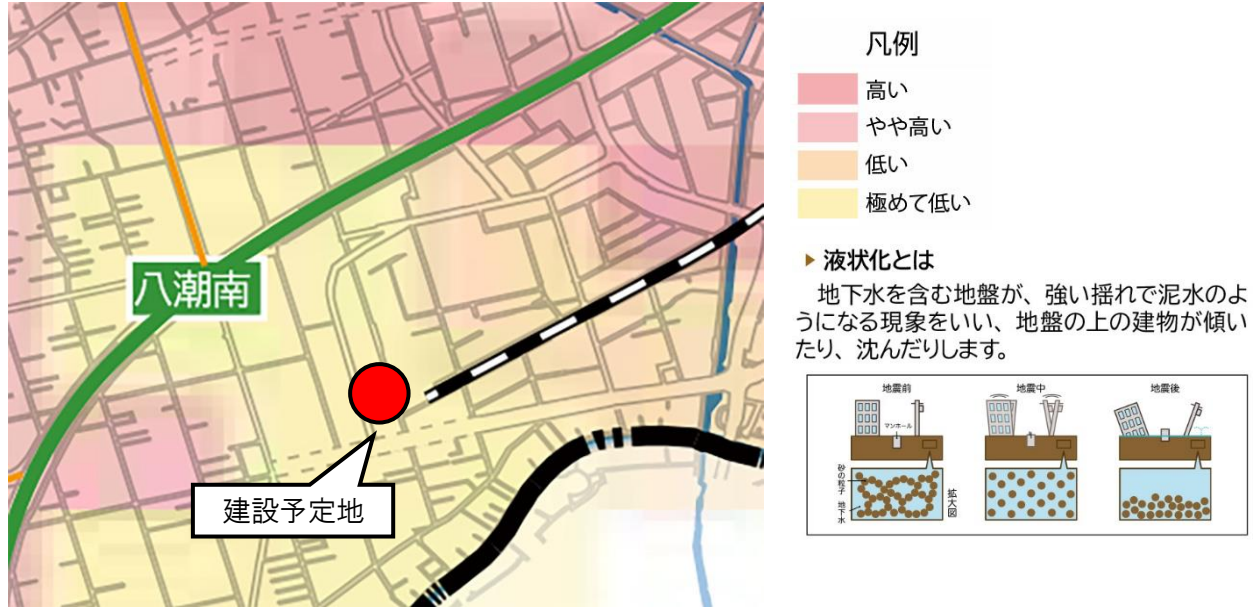 八潮南
建設予定地
凡例
高い
やや高い
低い
極めて低い
液状化とは
地下水を含む地盤が、強い揺れで泥水のよ
うになる現象をいい、地盤の上の建物が傾い
たり、沈んだりします。
地震前
地震中
地震後
マンホール
砂の粒子
地下水
拡大図